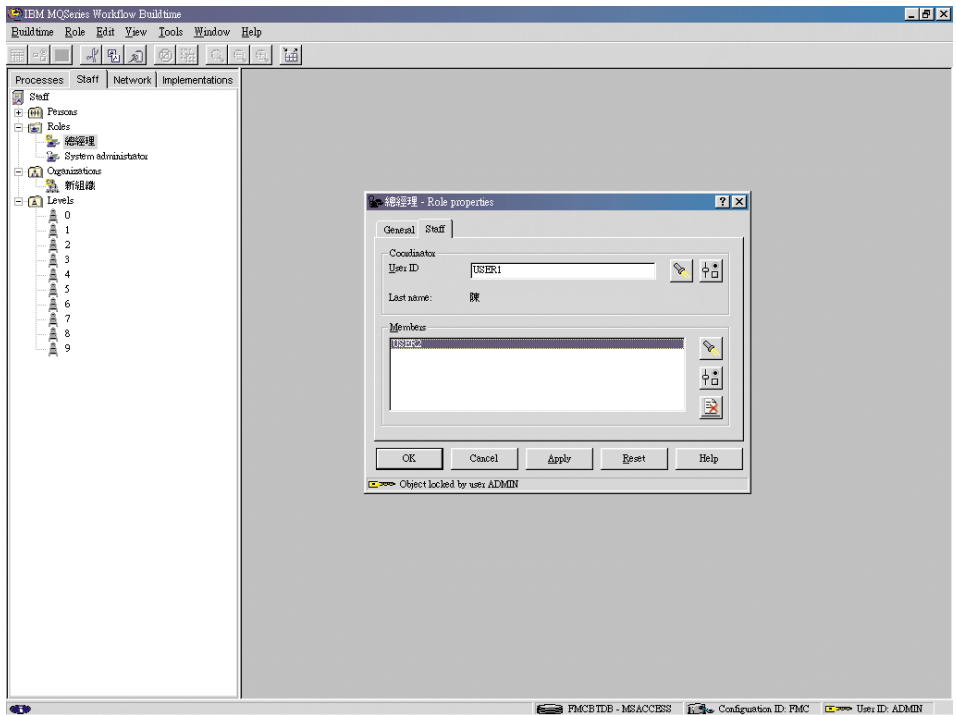 IBM MQSeries Workflow Buildtime
Buildtime Role Edit View Tools Window Help
Processes Staff Network Implementations
Staff
Persons
Roles
總經理
System administrator
Organizations
新組織
Levels
0
1
2
3
4
5
6
7
8
9
總經理 - Role properties
General Staff
Coordinator
User ID USER1
Last name: 陳
Members
USER2
OK Cancel Apply Reset Help
Object locked by user ADMIN
FMCBTDB - MSACCESS Configuration ID: FMC User ID: ADMIN